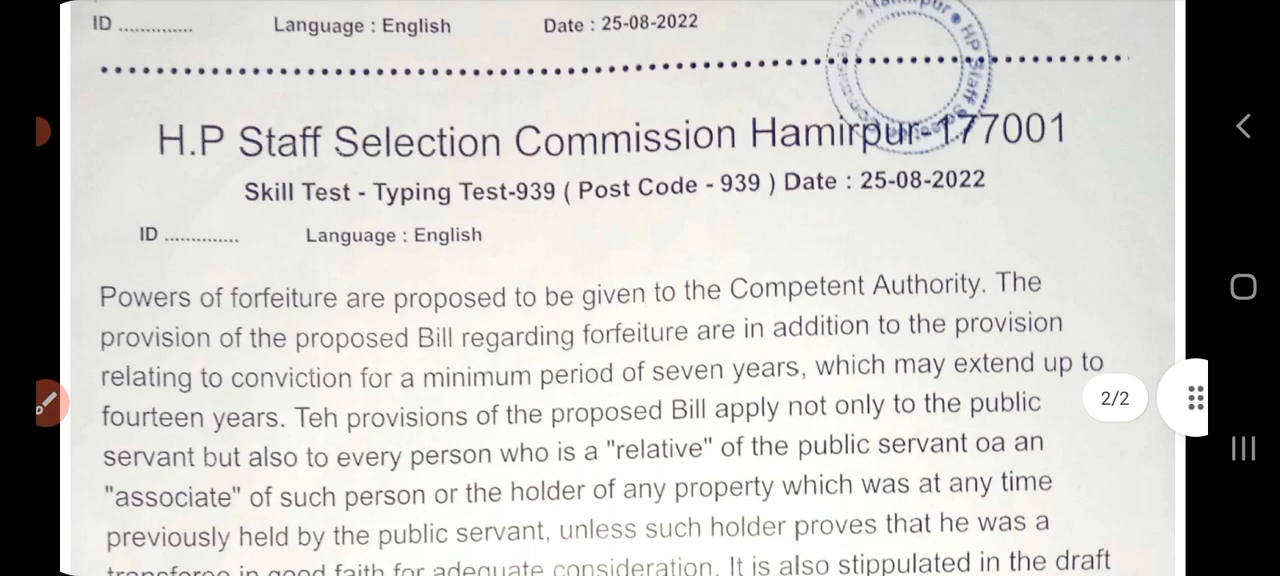 ID .............. Language : English Date : 25-08-2022
H.P Staff Selection Commission Hamirpur-177001
Skill Test - Typing Test-939 ( Post Code - 939 ) Date : 25-08-2022
ID .............. Language : English
Powers of forfeiture are proposed to be given to the Competent Authority. The
provision of the proposed Bill regarding forfeiture are in addition to the provision
relating to conviction for a minimum period of seven years, which may extend up to
2/2
fourteen years. Teh provisions of the proposed Bill apply not only to the public
servant but also to every person who is a "relative" of the public servant oa an
"associate" of such person or the holder of any property which was at any time
previously held by the public servant, unless such holder proves that he was a
in good faith for adequate consideration. It is also stippulated in the draft